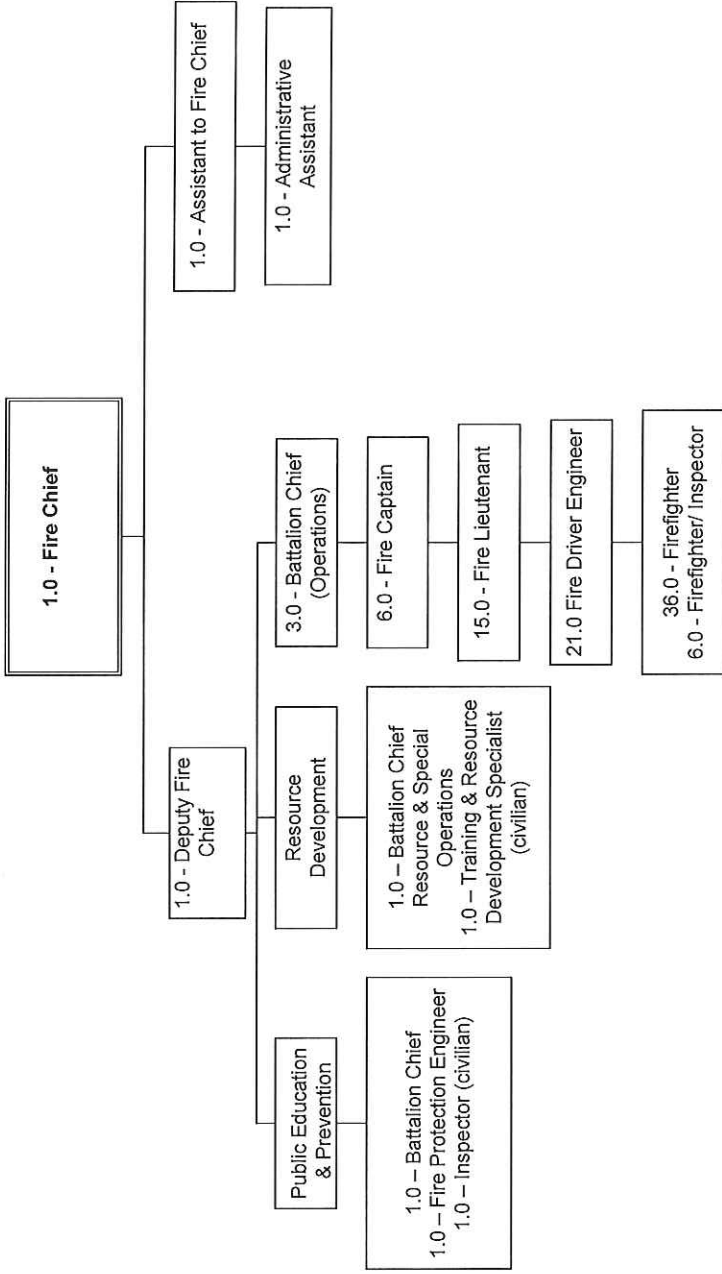 1.0 - Fire Chief
1.0 - Deputy Fire
Chief
1.0 - Assistant to Fire Chief
1.0 - Administrative
Assistant
Public Education
& Prevention
1.0 – Battalion Chief
1.0 – Fire Protection Engineer
1.0 – Inspector (civilian)
Resource
Development
1.0 – Battalion Chief
Resource & Special
Operations
1.0 – Training & Resource
Development Specialist
(civilian)
3.0 - Battalion Chief
(Operations)
6.0 - Fire Captain
15.0 - Fire Lieutenant
21.0 Fire Driver Engineer
36.0 - Firefighter
6.0 - Firefighter/ Inspector